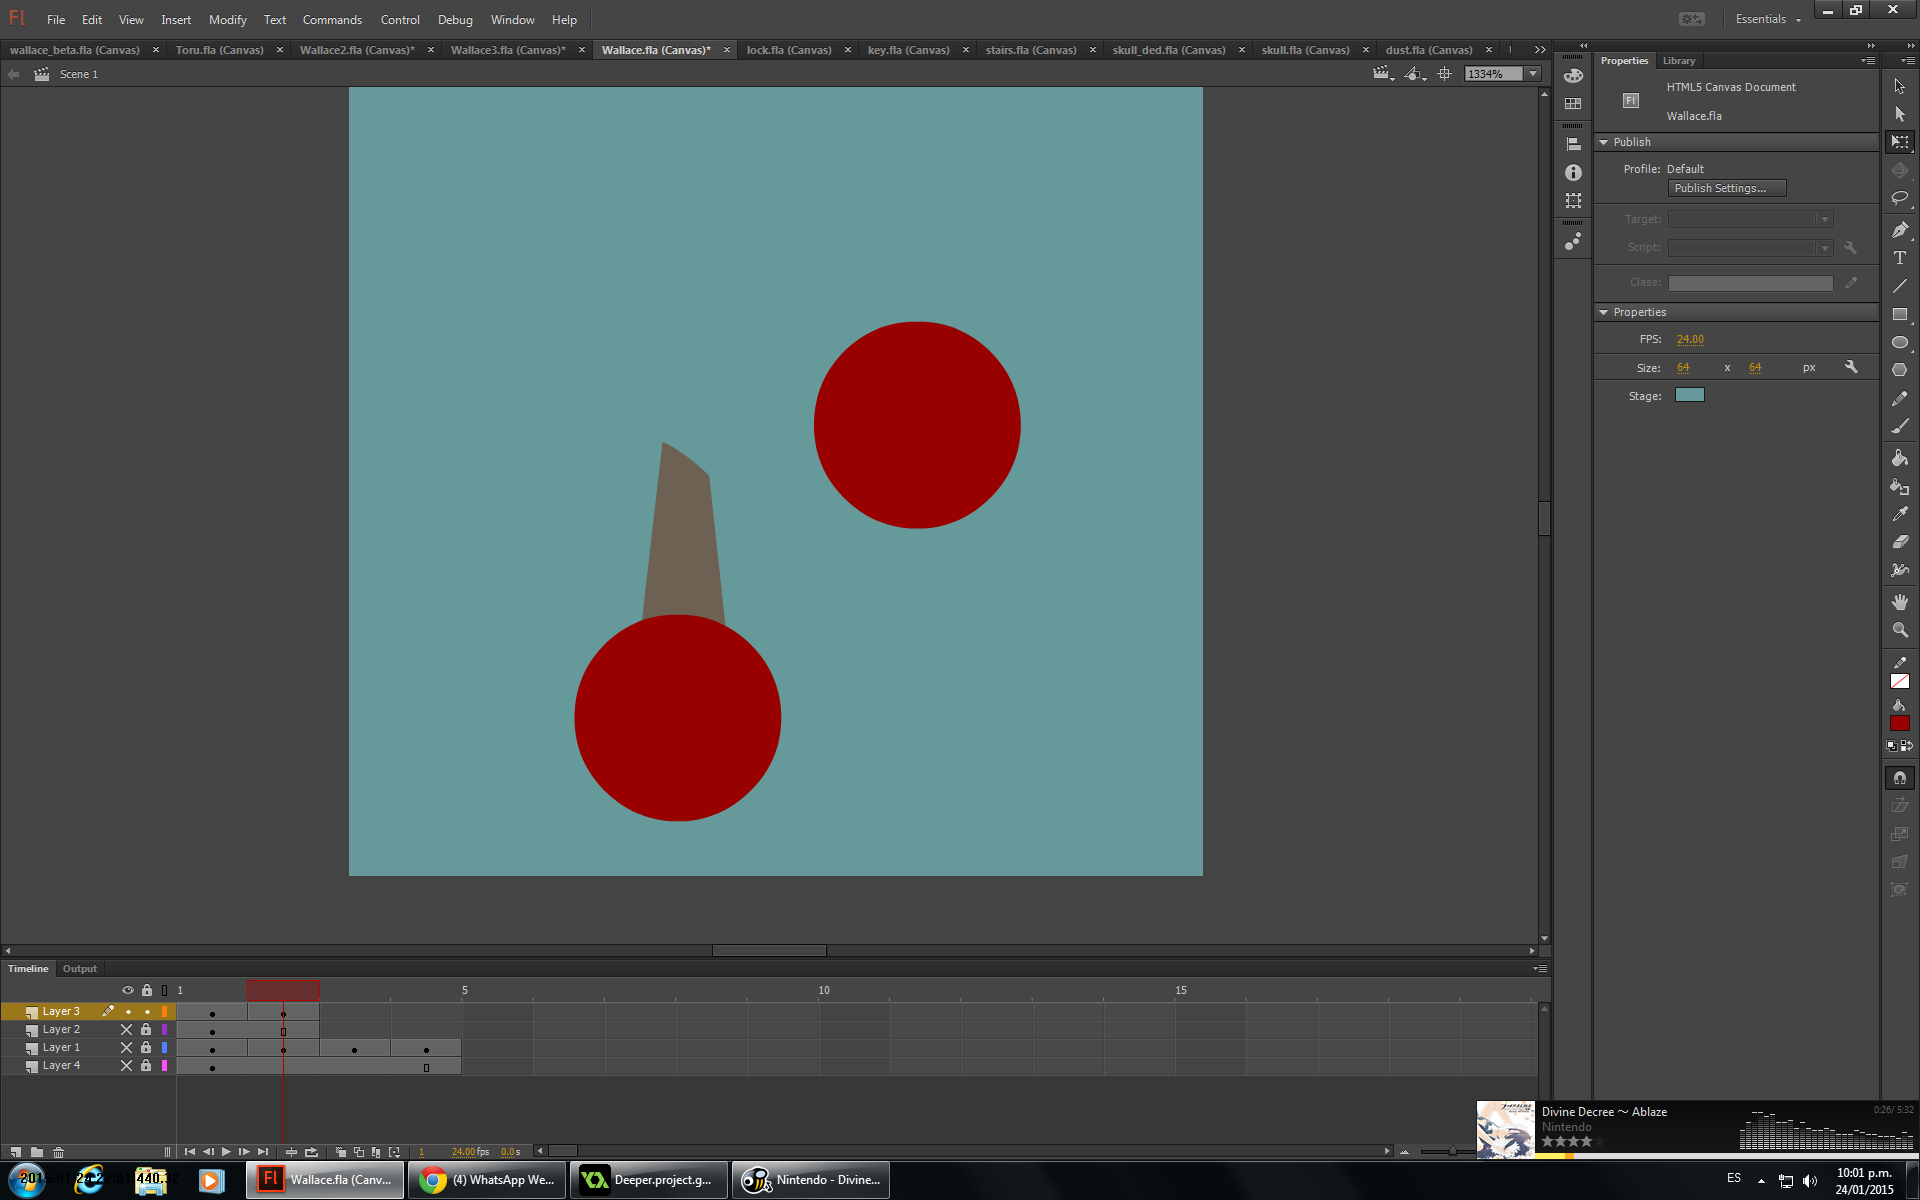 Fl File Edit View Insert Modify Text Commands Control Debug Window Help Essentials
wallace_beta.fla (Canvas) × Toru.fla (Canvas) × Wallace2.fla (Canvas)* × Wallace3.fla (Canvas)* × Wallace.fla (Canvas)* × lock.fla (Canvas) × key.fla (Canvas) × stairs.fla (Canvas) × skull_ded.fla (Canvas) × skull.fla (Canvas) × dust.fla (Canvas) ×
Scene 1 1334%
Properties Library
Fl HTML5 Canvas Document
Wallace.fla
Publish
Profile: Default
Publish Settings...
Target:
Script:
Class:
Properties
FPS: 24.00
Size: 64 x 64 px
Stage:
Timeline Output
1 5 10 15
Layer 3
Layer 2
Layer 1
Layer 4
1 24.00 fps 0.0 s
Divine Decree ～ Ablaze 0:26/ 5:32
Nintendo
Wallace.fla (Canv... (4) WhatsApp We... Deeper.project.g... Nintendo - Divine... ES
10:01 p.m.
24/01/2015